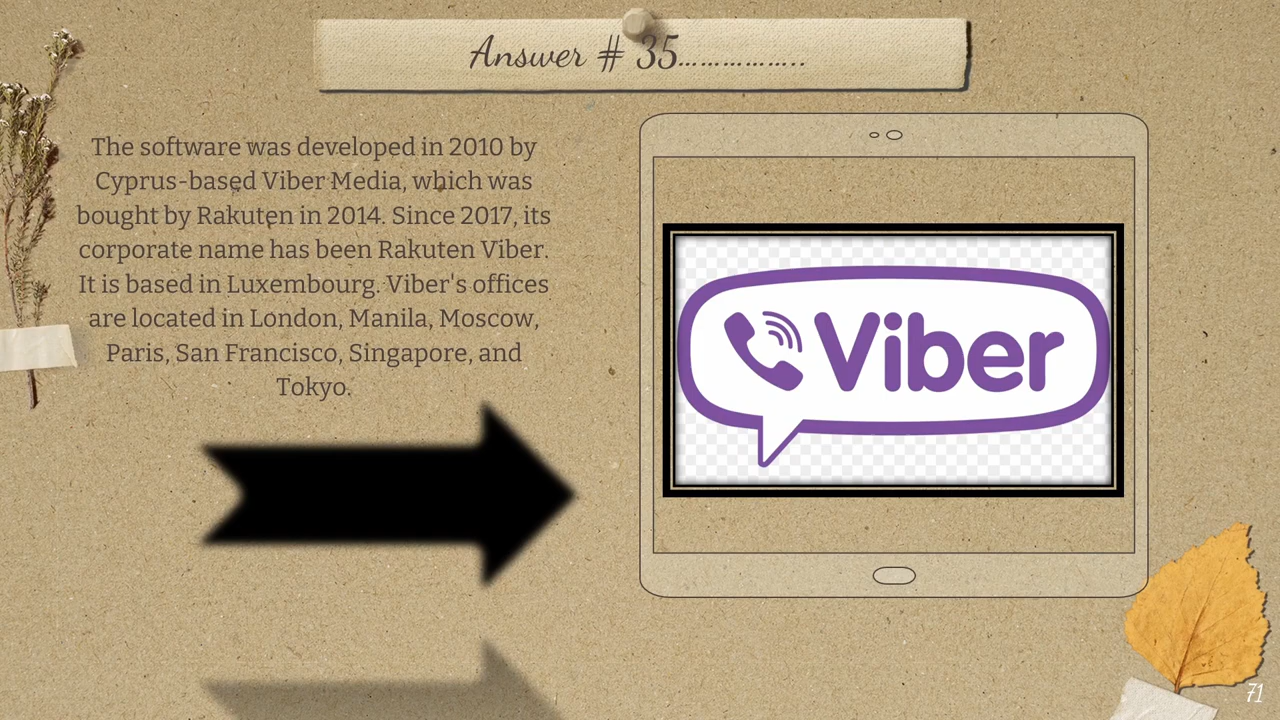 Answer # 35……………..
The software was developed in 2010 by
Cyprus-based Viber Media, which was
bought by Rakuten in 2014. Since 2017, its
corporate name has been Rakuten Viber.
It is based in Luxembourg. Viber's offices
are located in London, Manila, Moscow,
Paris, San Francisco, Singapore, and
Tokyo.
Viber
71